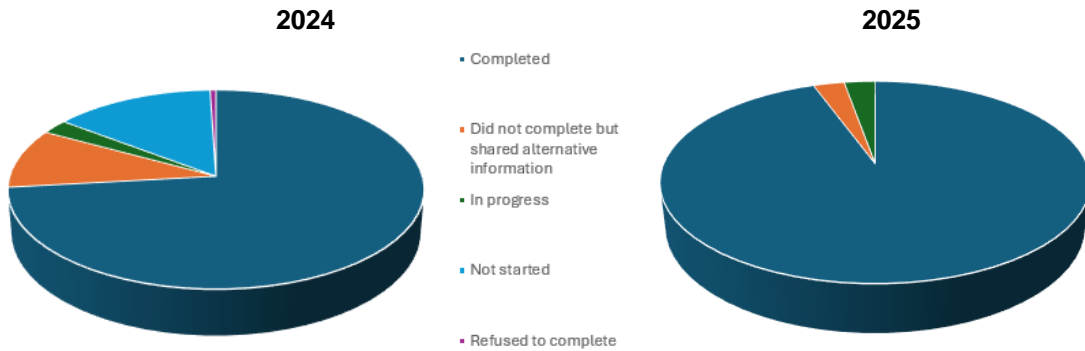 2024
2025
Completed
Did not complete but
shared alternative
information
In progress
Not started
Refused to complete